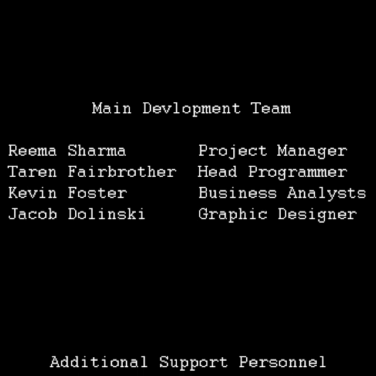 Main Devlopment Team
Reema Sharma Project Manager
Taren Fairbrother Head Programmer
Kevin Foster Business Analysts
Jacob Dolinski Graphic Designer
Additional Support Personnel